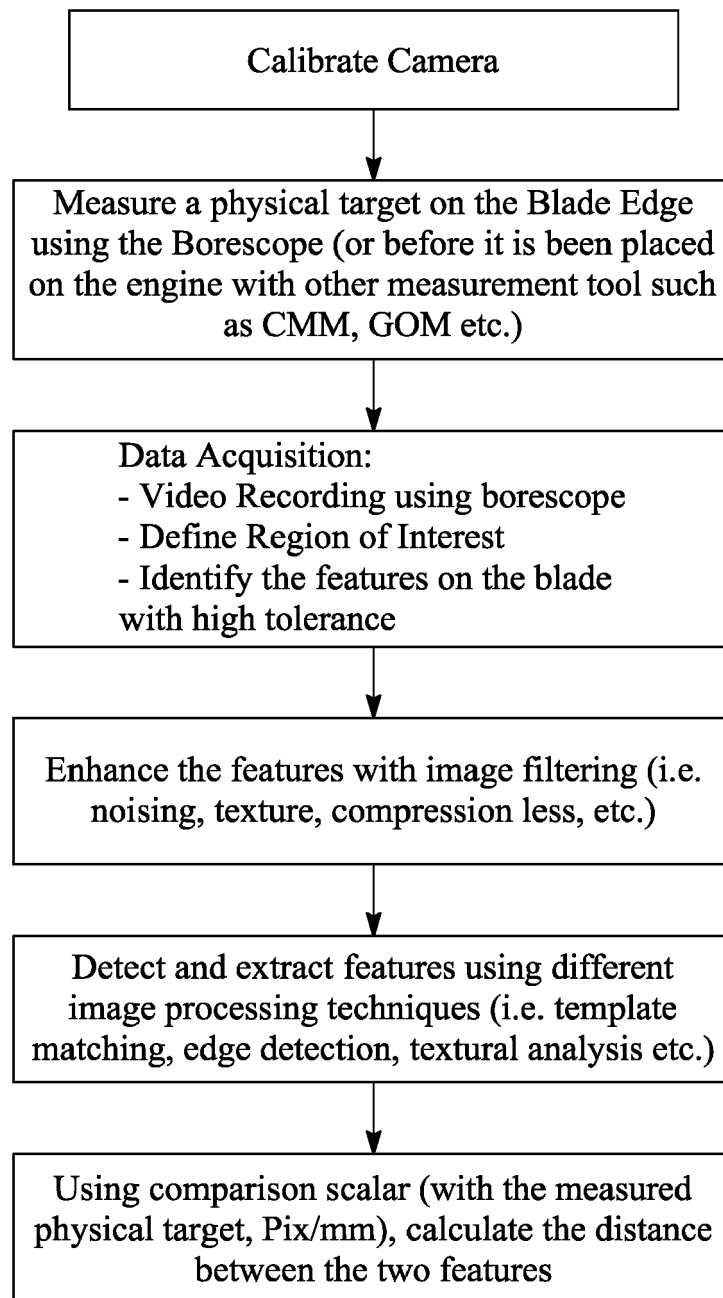 Calibrate Camera
Measure a physical target on the Blade Edge
using the Borescope (or before it is been placed
on the engine with other measurement tool such
as CMM, GOM etc.)
Data Acquisition:
- Video Recording using borescope
- Define Region of Interest
- Identify the features on the blade
with high tolerance
Enhance the features with image filtering (i.e.
noising, texture, compression less, etc.)
Detect and extract features using different
image processing techniques (i.e. template
matching, edge detection, textural analysis etc.)
Using comparison scalar (with the measured
physical target, Pix/mm), calculate the distance
between the two features